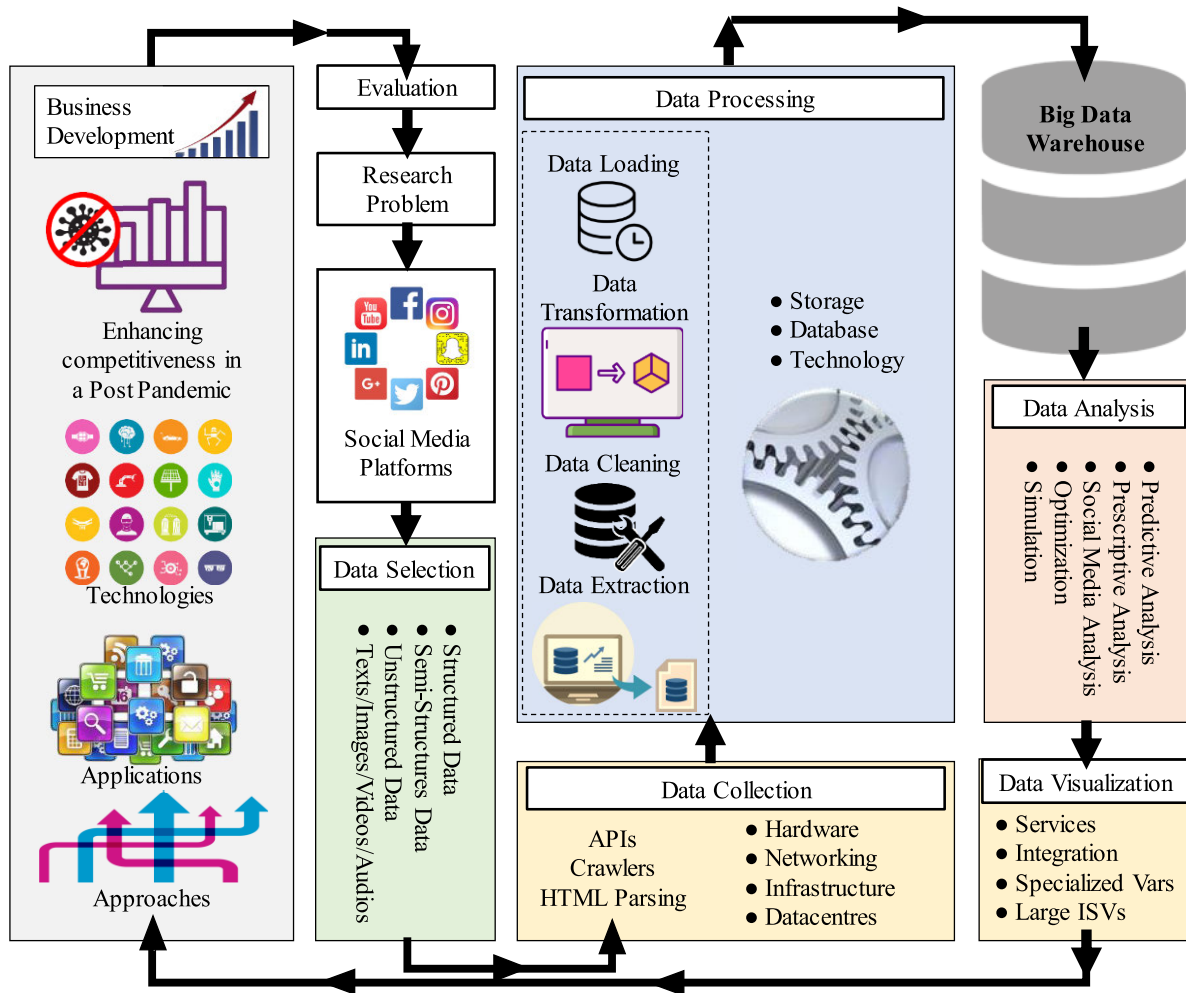 Business
Development
Enhancing
competitiveness in
a Post Pandemic
Technologies
Applications
Approaches
Evaluation
Research
Problem
You
Tube
in
G+
Social Media
Platforms
Data Selection
● Structured Data
● Semi-Structures Data
● Unstructured Data
● Texts/Images/Videos/Audios
Data Processing
Data Loading
Data
Transformation
Data Cleaning
Data Extraction
● Storage
● Database
● Technology
Data Collection
APIs
Crawlers
HTML Parsing
● Hardware
● Networking
● Infrastructure
● Datacentres
Big Data
Warehouse
Data Analysis
● Predictive Analysis
● Prescriptive Analysis
● Social Media Analysis
● Optimization
● Simulation
Data Visualization
● Services
● Integration
● Specialized Vars
● Large ISVs